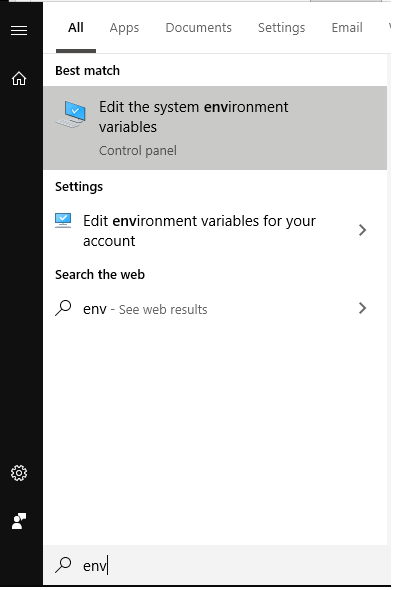 All Apps Documents Settings Email
Best match
Edit the system environment
variables
Control panel
Settings
Edit environment variables for your
account
Search the web
env - See web results
env